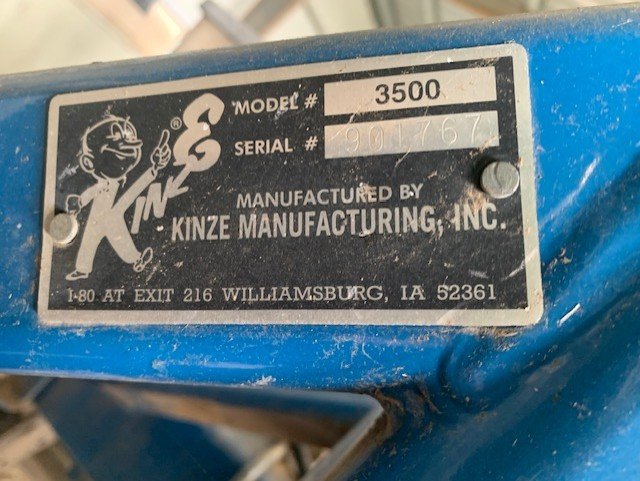 MODEL # 3500
SERIAL # 901767
KINZE ®
MANUFACTURED BY
KINZE MANUFACTURING, INC.
I-80 AT EXIT 216 WILLIAMSBURG, IA 52361